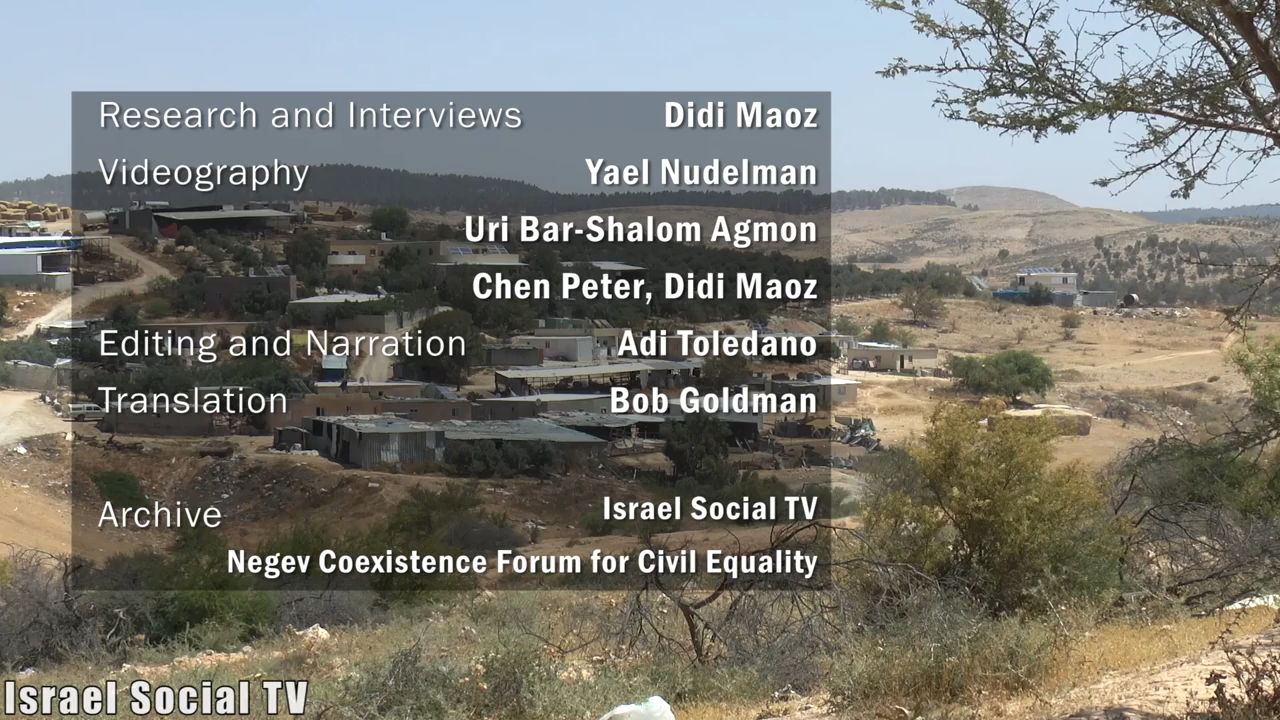 Research and Interviews Didi Maoz
Videography Yael Nudelman
Uri Bar-Shalom Agmon
Chen Peter, Didi Maoz
Editing and Narration Adi Toledano
Translation Bob Goldman
Archive Israel Social TV
Negev Coexistence Forum for Civil Equality
Israel Social TV